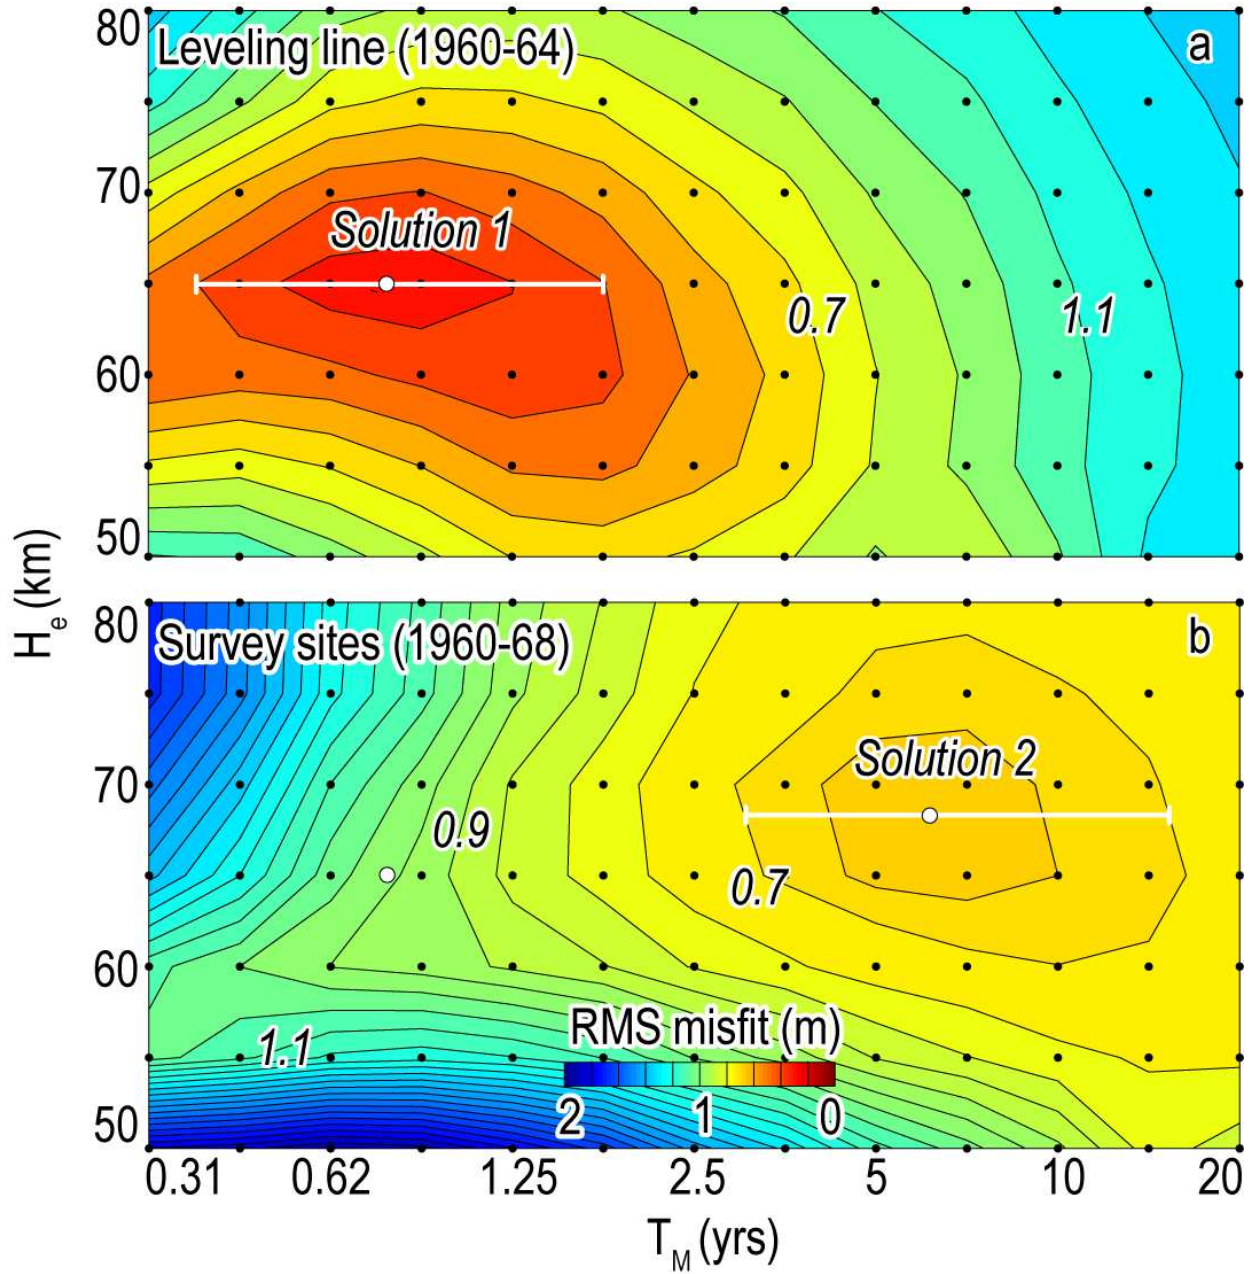 80
Leveling line (1960-64)
a
70
Solution 1
0.7
1.1
60
50
H_e (km)
80
Survey sites (1960-68)
b
70
Solution 2
0.9
0.7
60
RMS misfit (m)
1.1
2 1 0
50
0.31 0.62 1.25 2.5 5 10 20
T_M (yrs)